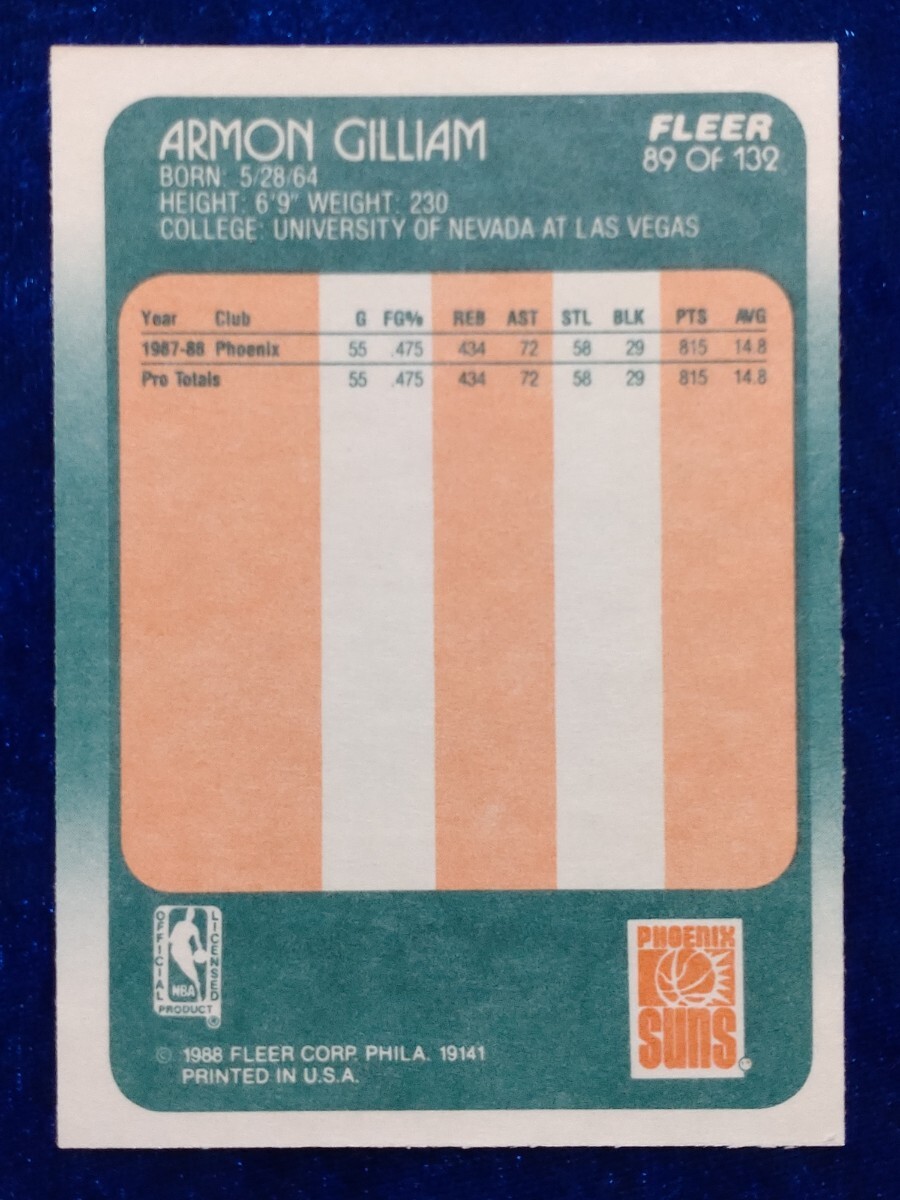 ARMON GILLIAM
FLEER
89 OF 132
BORN: 5/28/64
HEIGHT: 6'9" WEIGHT: 230
COLLEGE: UNIVERSITY OF NEVADA AT LAS VEGAS
Year Club G FG% REB AST STL BLK PTS AVG
1987-88 Phoenix 55 .475 434 72 58 29 815 14.8
Pro Totals 55 .475 434 72 58 29 815 14.8
OFFICIAL
LICENSED
NBA
PRODUCT
®
PHOENIX
SUNS
© 1988 FLEER CORP. PHILA. 19141
PRINTED IN U.S.A.